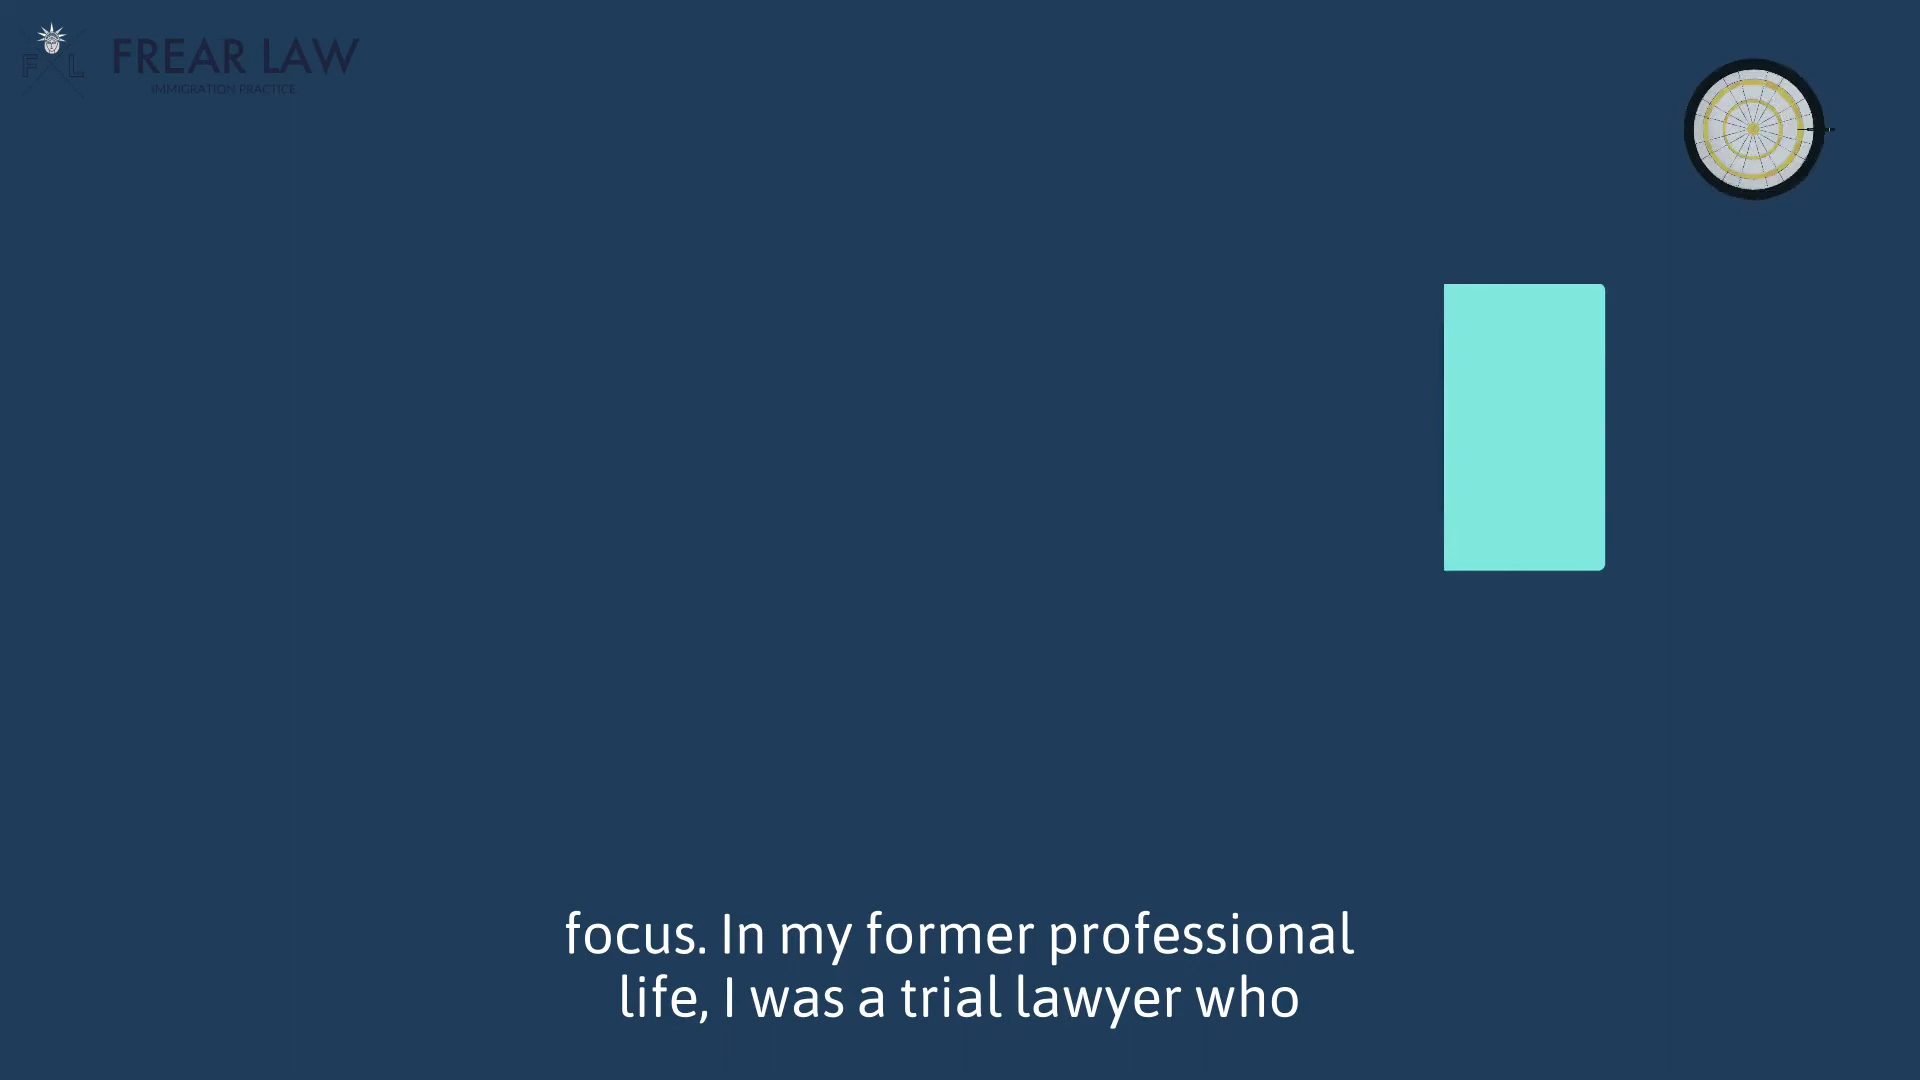 F L
FREAR LAW
IMMIGRATION PRACTICE
focus. In my former professional
life, I was a trial lawyer who